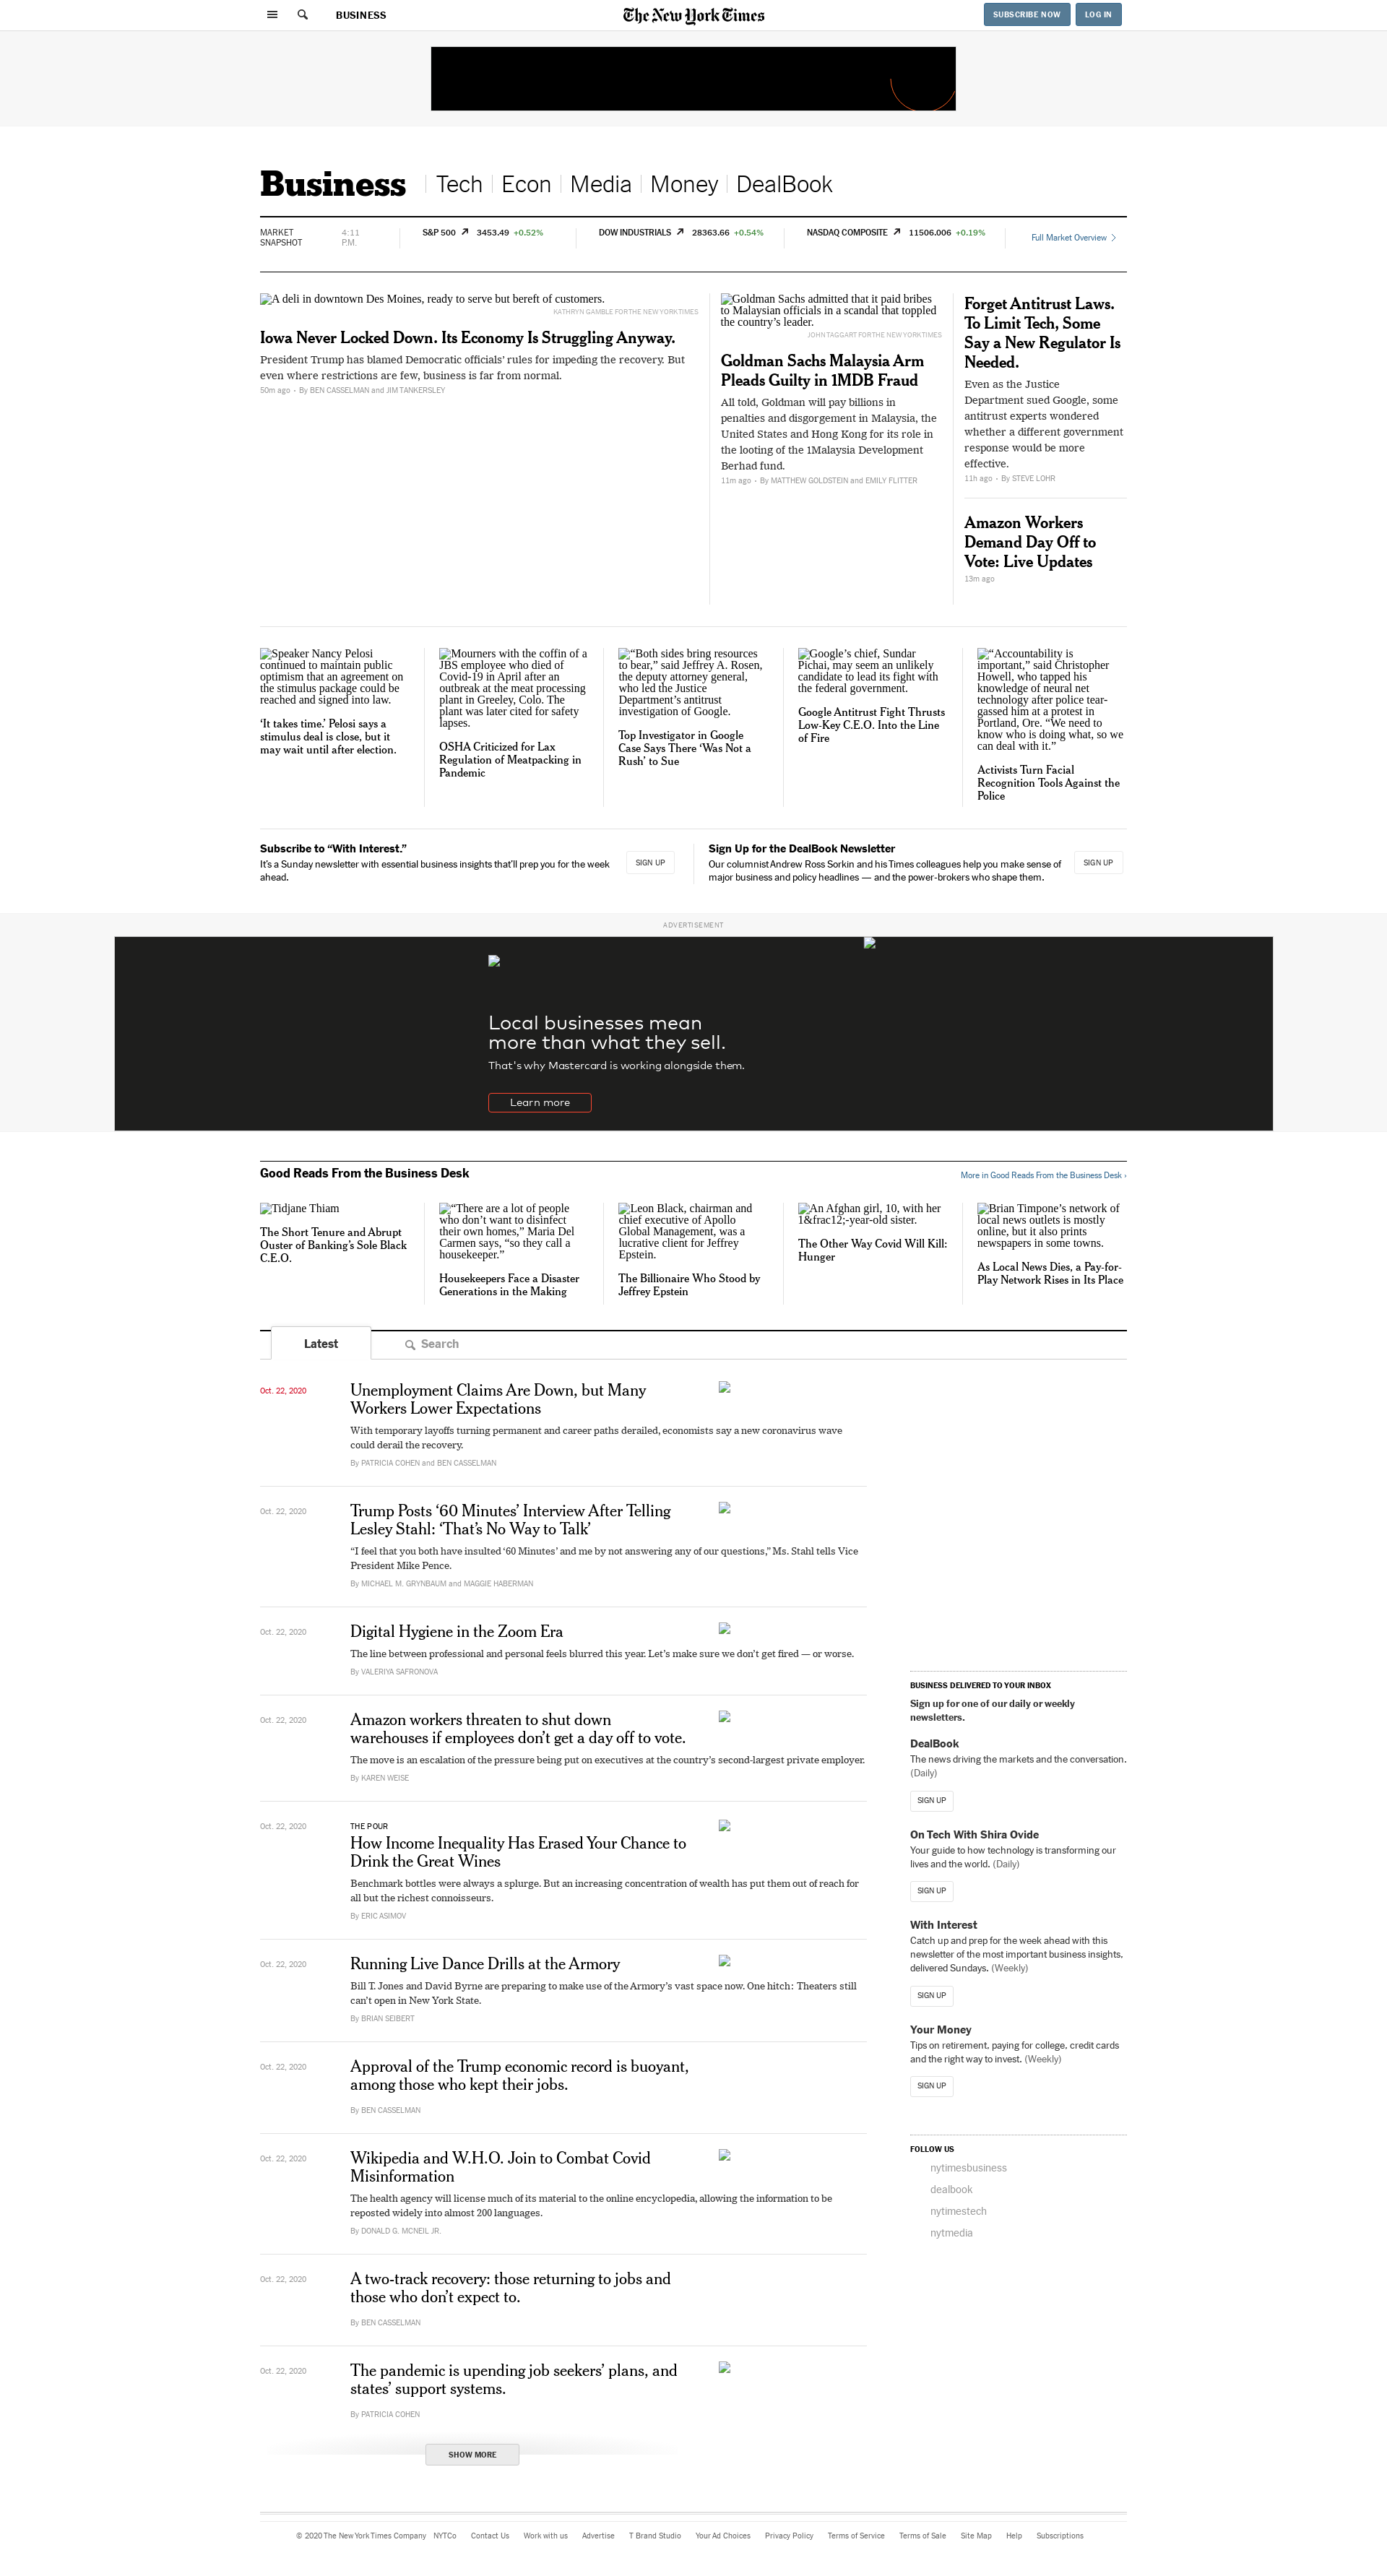 BUSINESS
The New York Times
SUBSCRIBE NOW
LOG IN
Business
Tech
Econ
Media
Money
DealBook
MARKET
SNAPSHOT
4:11
P.M.
S&P 500 3453.49 +0.52%
DOW INDUSTRIALS 28363.66 +0.54%
NASDAQ COMPOSITE 11506.006 +0.19%
Full Market Overview
A deli in downtown Des Moines, ready to serve but bereft of customers.
KATHRYN GAMBLE FOR THE NEW YORK TIMES
Iowa Never Locked Down. Its Economy Is Struggling Anyway.
President Trump has blamed Democratic officials’ rules for impeding the recovery. But
even where restrictions are few, business is far from normal.
50m ago • By BEN CASSELMAN and JIM TANKERSLEY
Goldman Sachs admitted that it paid bribes
to Malaysian officials in a scandal that toppled
the country’s leader.
JOHN TAGGART FOR THE NEW YORK TIMES
Goldman Sachs Malaysia Arm
Pleads Guilty in 1MDB Fraud
All told, Goldman will pay billions in
penalties and disgorgement in Malaysia, the
United States and Hong Kong for its role in
the looting of the 1Malaysia Development
Berhad fund.
11m ago • By MATTHEW GOLDSTEIN and EMILY FLITTER
Forget Antitrust Laws.
To Limit Tech, Some
Say a New Regulator Is
Needed.
Even as the Justice
Department sued Google, some
antitrust experts wondered
whether a different government
response would be more
effective.
11h ago • By STEVE LOHR
Amazon Workers
Demand Day Off to
Vote: Live Updates
13m ago
Speaker Nancy Pelosi
continued to maintain public
optimism that an agreement on
the stimulus package could be
reached and signed into law.
‘It takes time.’ Pelosi says a
stimulus deal is close, but it
may wait until after election.
Mourners with the coffin of a
JBS employee who died of
Covid-19 in April after an
outbreak at the meat processing
plant in Greeley, Colo. The
plant was later cited for safety
lapses.
OSHA Criticized for Lax
Regulation of Meatpacking in
Pandemic
“Both sides bring resources
to bear,” said Jeffrey A. Rosen,
the deputy attorney general,
who led the Justice
Department’s antitrust
investigation of Google.
Top Investigator in Google
Case Says There ‘Was Not a
Rush’ to Sue
Google’s chief, Sundar
Pichai, may seem an unlikely
candidate to lead its fight with
the federal government.
Google Antitrust Fight Thrusts
Low-Key C.E.O. Into the Line
of Fire
“Accountability is
important,” said Christopher
Howell, who tapped his
knowledge of neural net
technology after police tear-
gassed him at a protest in
Portland, Ore. “We need to
know who is doing what, so we
can deal with it.”
Activists Turn Facial
Recognition Tools Against the
Police
Subscribe to “With Interest.”
It’s a Sunday newsletter with essential business insights that’ll prep you for the week
ahead.
SIGN UP
Sign Up for the DealBook Newsletter
Our columnist Andrew Ross Sorkin and his Times colleagues help you make sense of
major business and policy headlines — and the power-brokers who shape them.
SIGN UP
ADVERTISEMENT
Local businesses mean
more than what they sell.
That's why Mastercard is working alongside them.
Learn more
Good Reads From the Business Desk
More in Good Reads From the Business Desk ›
Tidjane Thiam
The Short Tenure and Abrupt
Ouster of Banking’s Sole Black
C.E.O.
“There are a lot of people
who don’t want to disinfect
their own homes,” Maria Del
Carmen says, “so they call a
housekeeper.”
Housekeepers Face a Disaster
Generations in the Making
Leon Black, chairman and
chief executive of Apollo
Global Management, was a
lucrative client for Jeffrey
Epstein.
The Billionaire Who Stood by
Jeffrey Epstein
An Afghan girl, 10, with her
1&frac12;-year-old sister.
The Other Way Covid Will Kill:
Hunger
Brian Timpone’s network of
local news outlets is mostly
online, but it also prints
newspapers in some towns.
As Local News Dies, a Pay-for-
Play Network Rises in Its Place
Latest
Search
Oct. 22, 2020
Unemployment Claims Are Down, but Many
Workers Lower Expectations
With temporary layoffs turning permanent and career paths derailed, economists say a new coronavirus wave
could derail the recovery.
By PATRICIA COHEN and BEN CASSELMAN
Oct. 22, 2020
Trump Posts ‘60 Minutes’ Interview After Telling
Lesley Stahl: ‘That’s No Way to Talk’
“I feel that you both have insulted ‘60 Minutes’ and me by not answering any of our questions,” Ms. Stahl tells Vice
President Mike Pence.
By MICHAEL M. GRYNBAUM and MAGGIE HABERMAN
Oct. 22, 2020
Digital Hygiene in the Zoom Era
The line between professional and personal feels blurred this year. Let’s make sure we don’t get fired — or worse.
By VALERIYA SAFRONOVA
Oct. 22, 2020
Amazon workers threaten to shut down
warehouses if employees don’t get a day off to vote.
The move is an escalation of the pressure being put on executives at the country’s second-largest private employer.
By KAREN WEISE
Oct. 22, 2020
THE POUR
How Income Inequality Has Erased Your Chance to
Drink the Great Wines
Benchmark bottles were always a splurge. But an increasing concentration of wealth has put them out of reach for
all but the richest connoisseurs.
By ERIC ASIMOV
Oct. 22, 2020
Running Live Dance Drills at the Armory
Bill T. Jones and David Byrne are preparing to make use of the Armory’s vast space now. One hitch: Theaters still
can’t open in New York State.
By BRIAN SEIBERT
Oct. 22, 2020
Approval of the Trump economic record is buoyant,
among those who kept their jobs.
By BEN CASSELMAN
Oct. 22, 2020
Wikipedia and W.H.O. Join to Combat Covid
Misinformation
The health agency will license much of its material to the online encyclopedia, allowing the information to be
reposted widely into almost 200 languages.
By DONALD G. MCNEIL JR.
Oct. 22, 2020
A two-track recovery: those returning to jobs and
those who don’t expect to.
By BEN CASSELMAN
Oct. 22, 2020
The pandemic is upending job seekers’ plans, and
states’ support systems.
By PATRICIA COHEN
SHOW MORE
BUSINESS DELIVERED TO YOUR INBOX
Sign up for one of our daily or weekly
newsletters.
DealBook
The news driving the markets and the conversation.
(Daily)
SIGN UP
On Tech With Shira Ovide
Your guide to how technology is transforming our
lives and the world. (Daily)
SIGN UP
With Interest
Catch up and prep for the week ahead with this
newsletter of the most important business insights,
delivered Sundays. (Weekly)
SIGN UP
Your Money
Tips on retirement, paying for college, credit cards
and the right way to invest. (Weekly)
SIGN UP
FOLLOW US
nytimesbusiness
dealbook
nytimestech
nytmedia
© 2020 The New York Times Company NYTCo Contact Us Work with us Advertise T Brand Studio Your Ad Choices Privacy Policy Terms of Service Terms of Sale Site Map Help Subscriptions